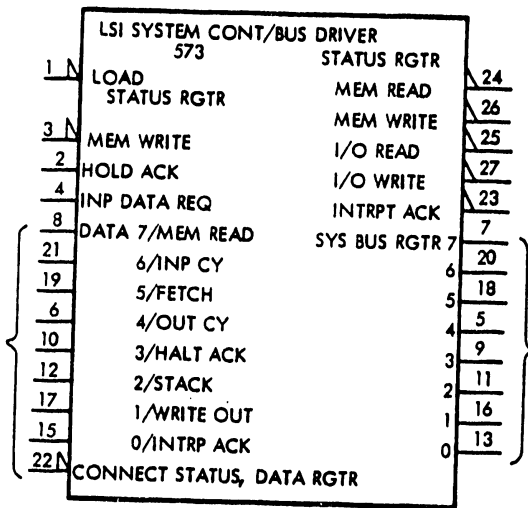 LSI SYSTEM CONT/BUS DRIVER
573
STATUS RGTR
1 LOAD
STATUS RGTR
MEM READ 24
MEM WRITE 26
3 MEM WRITE
I/O READ 25
2 HOLD ACK
I/O WRITE 27
4 INP DATA REQ
INTRPT ACK 23
8 DATA 7/MEM READ
SYS BUS RGTR 7 7
21 6/INP CY
6 20
19 5/FETCH
5 18
6 4/OUT CY
4 5
10 3/HALT ACK
3 9
12 2/STACK
2 11
17 1/WRITE OUT
1 16
15 0/INTRP ACK
0 13
22 CONNECT STATUS, DATA RGTR